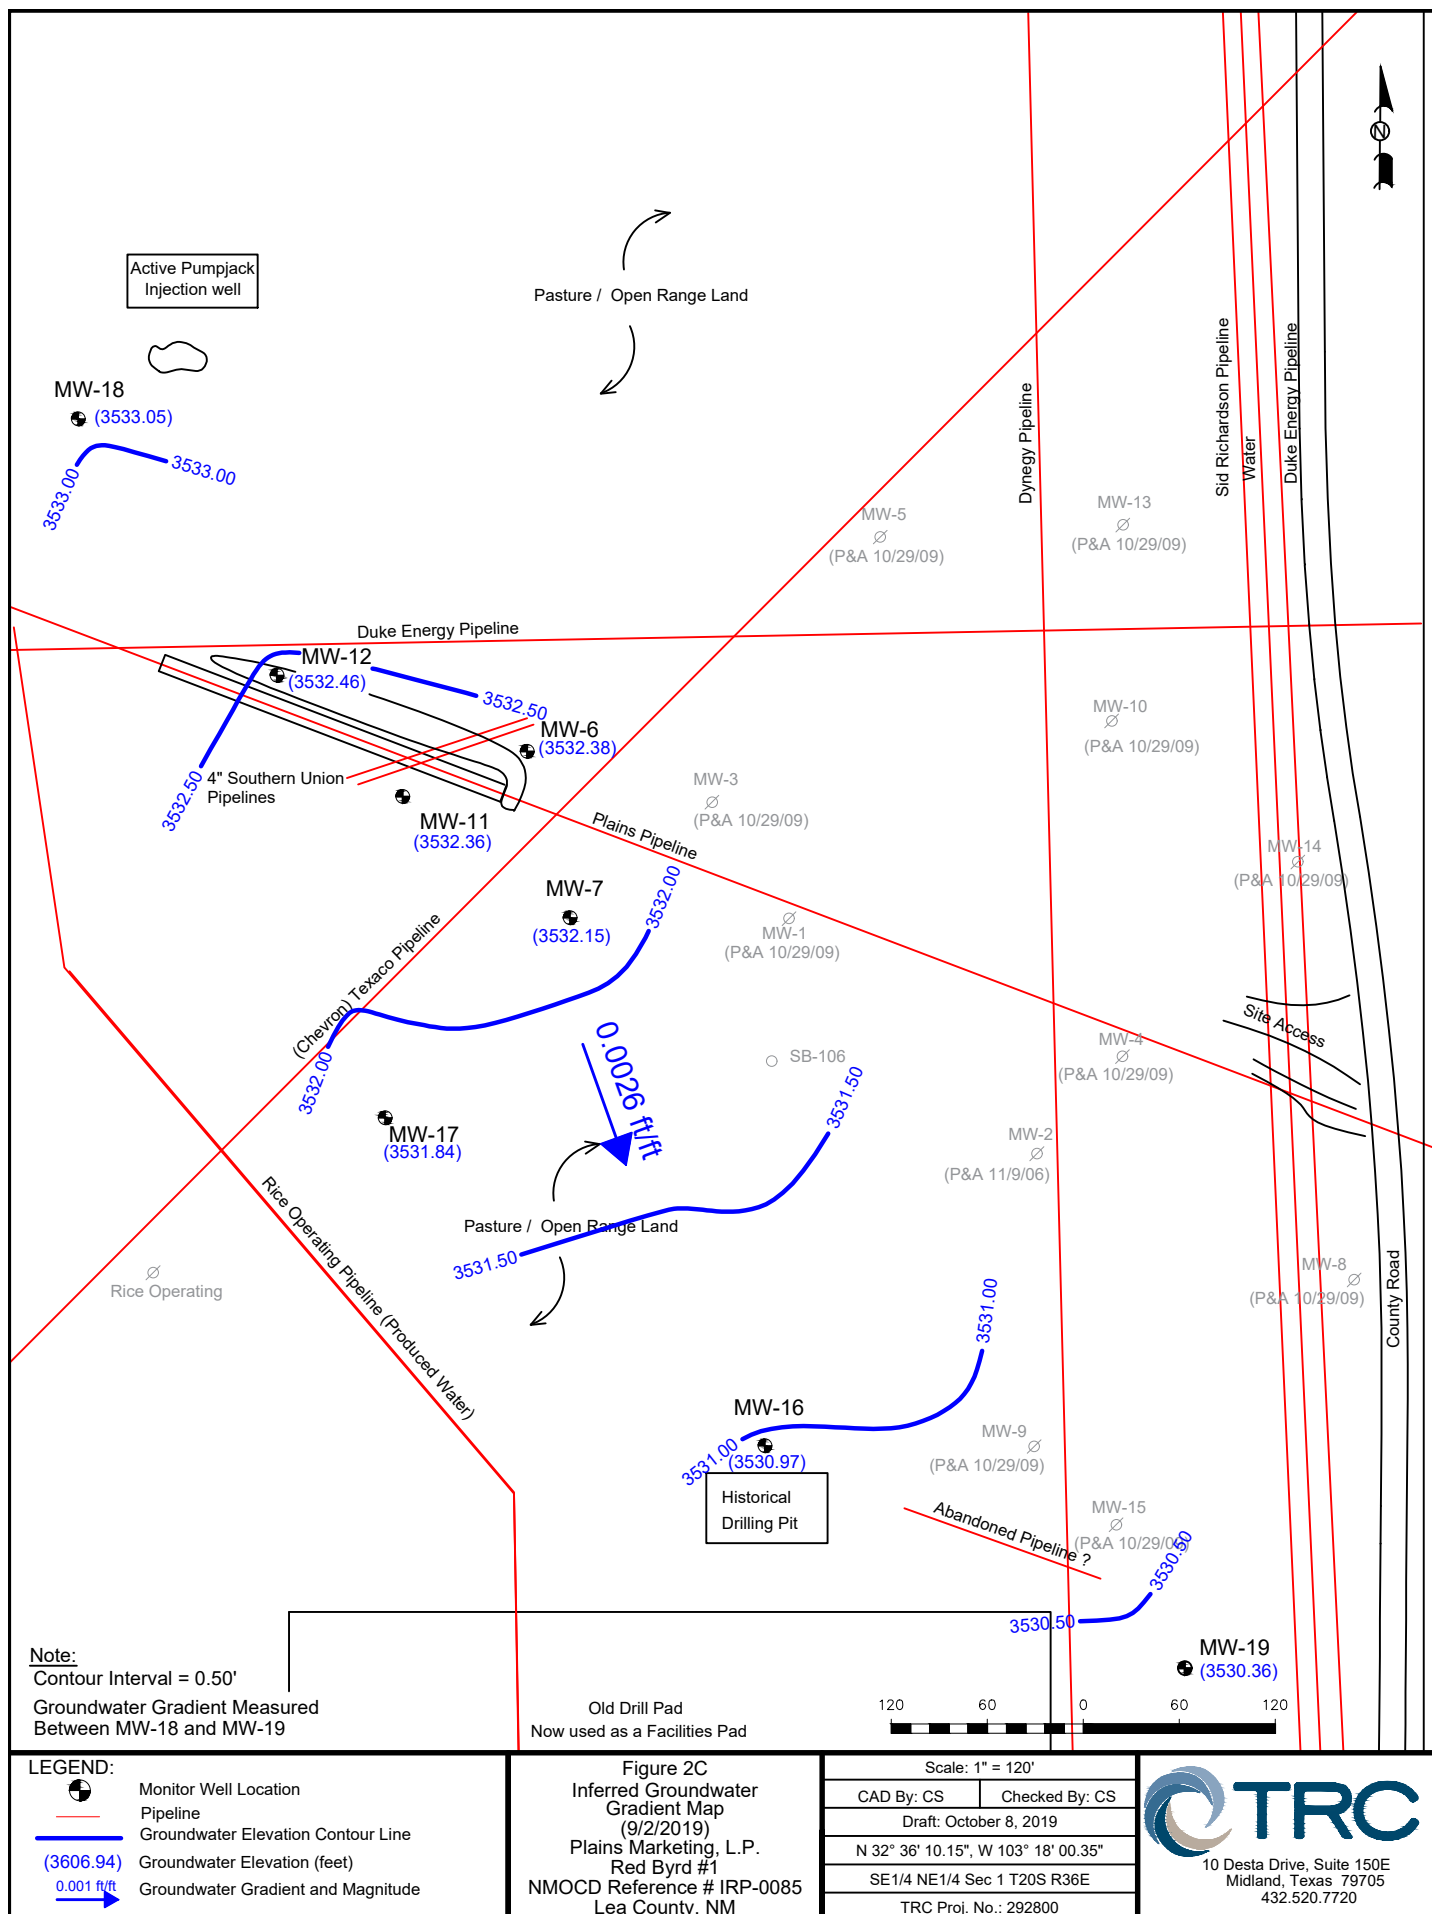 N
Active Pumpjack
Injection well
Pasture / Open Range Land
MW-18
(3533.05)
3533.00
3533.00
Dynegy Pipeline
Sid Richardson Pipeline
Water
Duke Energy Pipeline
MW-5
(P&A 10/29/09)
MW-13
(P&A 10/29/09)
Duke Energy Pipeline
MW-12
(3532.46)
3532.50
3532.50
MW-6
(3532.38)
4" Southern Union
Pipelines
MW-11
(3532.36)
MW-10
(P&A 10/29/09)
MW-3
(P&A 10/29/09)
Plains Pipeline
MW-14
(P&A 10/29/09)
MW-7
(3532.15)
3532.00
3532.00
MW-1
(P&A 10/29/09)
(Chevron) Texaco Pipeline
0.0026 ft/ft
SB-106
MW-4
(P&A 10/29/09)
Site Access
MW-17
(3531.84)
3531.50
3531.50
MW-2
(P&A 11/9/06)
Pasture / Open Range Land
Rice Operating Pipeline (Produced Water)
Rice Operating
MW-8
(P&A 10/29/09)
County Road
3531.00
3531.00
MW-16
(3530.97)
Historical
Drilling Pit
MW-9
(P&A 10/29/09)
MW-15
(P&A 10/29/09)
Abandoned Pipeline ?
3530.50
3530.50
MW-19
(3530.36)
Note:
Contour Interval = 0.50'
Groundwater Gradient Measured
Between MW-18 and MW-19
Old Drill Pad
Now used as a Facilities Pad
120 60 0 60 120
LEGEND:
Monitor Well Location
Pipeline
Groundwater Elevation Contour Line
(3606.94) Groundwater Elevation (feet)
0.001 ft/ft Groundwater Gradient and Magnitude
Figure 2C
Inferred Groundwater
Gradient Map
(9/2/2019)
Plains Marketing, L.P.
Red Byrd #1
NMOCD Reference # IRP-0085
Lea County, NM
Scale: 1" = 120'
CAD By: CS Checked By: CS
Draft: October 8, 2019
N 32° 36' 10.15", W 103° 18' 00.35"
SE1/4 NE1/4 Sec 1 T20S R36E
TRC Proj. No.: 292800
TRC
10 Desta Drive, Suite 150E
Midland, Texas 79705
432.520.7720